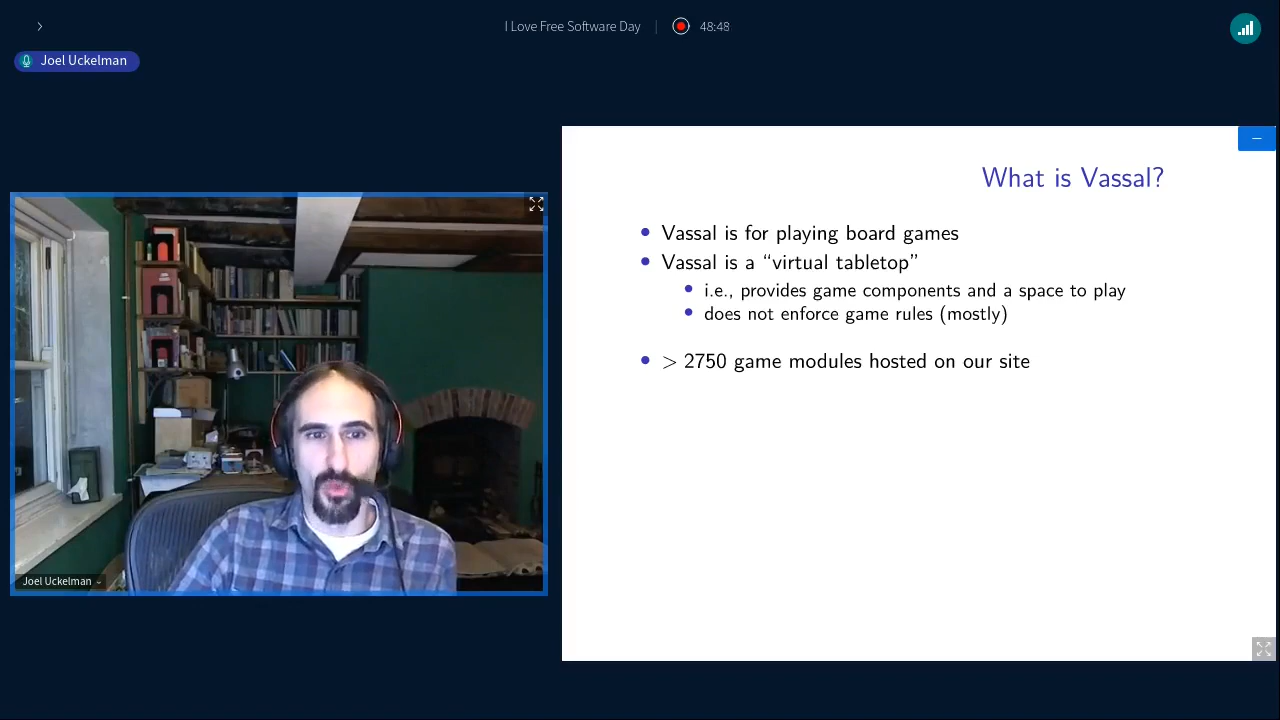 I Love Free Software Day
48:48
Joel Uckelman
What is Vassal?
Vassal is for playing board games
Vassal is a “virtual tabletop”
i.e., provides game components and a space to play
does not enforce game rules (mostly)
> 2750 game modules hosted on our site
Joel Uckelman